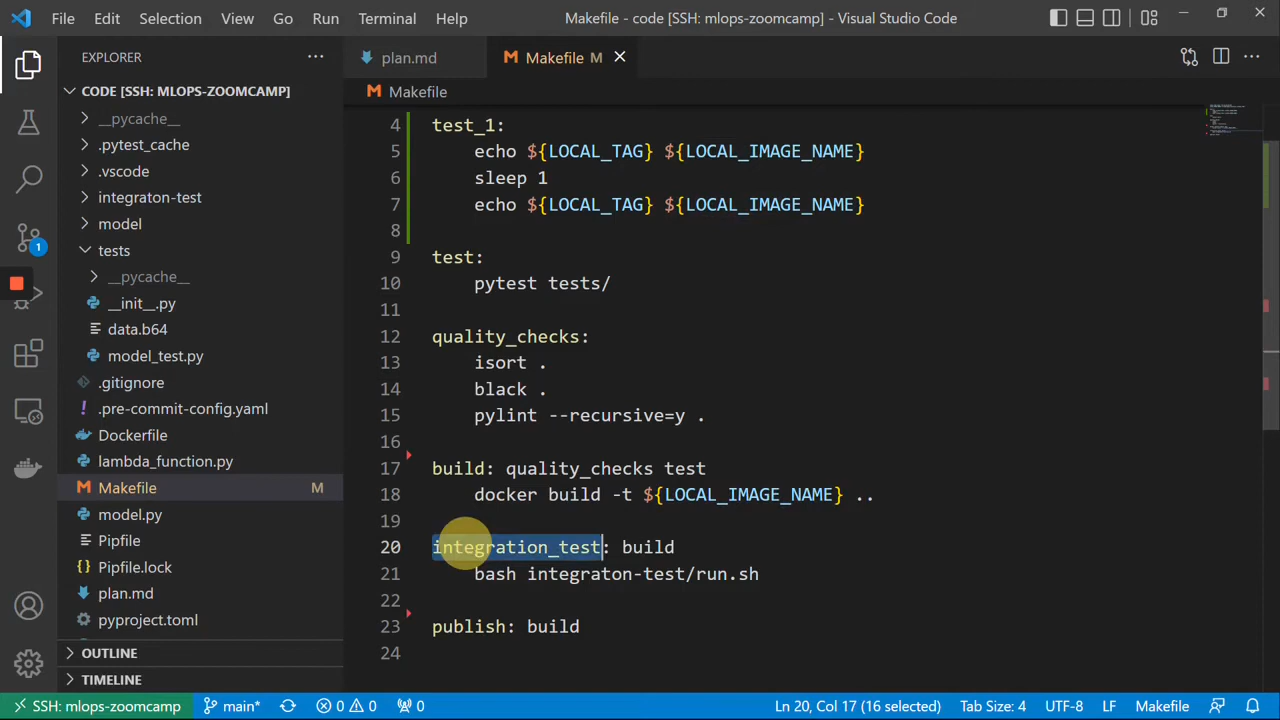 File Edit Selection View Go Run Terminal Help
Makefile - code [SSH: mlops-zoomcamp] - Visual Studio Code
EXPLORER
CODE [SSH: MLOPS-ZOOMCAMP]
__pycache__
.pytest_cache
.vscode
integraton-test
model
tests
__pycache__
__init__.py
data.b64
model_test.py
.gitignore
.pre-commit-config.yaml
Dockerfile
lambda_function.py
Makefile M
model.py
Pipfile
Pipfile.lock
plan.md
pyproject.toml
OUTLINE
TIMELINE
1
plan.md
Makefile M
Makefile
4 test_1:
5 echo ${LOCAL_TAG} ${LOCAL_IMAGE_NAME}
6 sleep 1
7 echo ${LOCAL_TAG} ${LOCAL_IMAGE_NAME}
8
9 test:
10 pytest tests/
11
12 quality_checks:
13 isort .
14 black .
15 pylint --recursive=y .
16
17 build: quality_checks test
18 docker build -t ${LOCAL_IMAGE_NAME} ..
19
20 integration_test: build
21 bash integraton-test/run.sh
22
23 publish: build
24
SSH: mlops-zoomcamp main* 0 0 0 Ln 20, Col 17 (16 selected) Tab Size: 4 UTF-8 LF Makefile